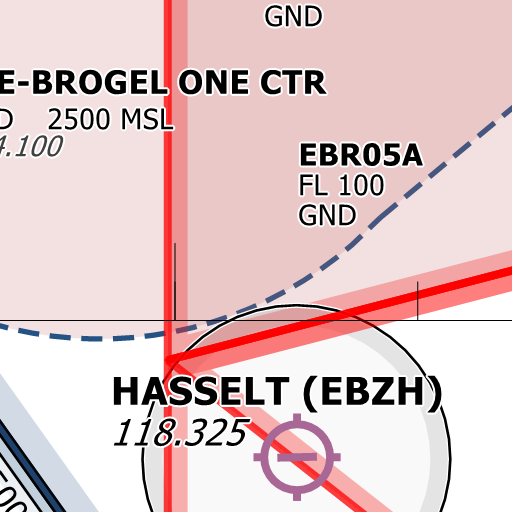 GND
E-BROGEL ONE CTR
D 2500 MSL
4.100
EBR05A
FL 100
GND
HASSELT (EBZH)
118.325